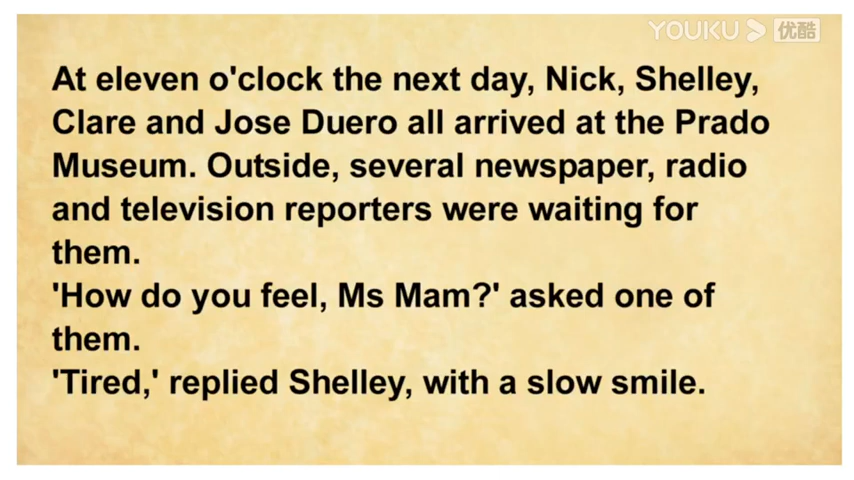 YOUKU 优酷
At eleven o'clock the next day, Nick, Shelley,
Clare and Jose Duero all arrived at the Prado
Museum. Outside, several newspaper, radio
and television reporters were waiting for
them.
'How do you feel, Ms Mam?' asked one of
them.
'Tired,' replied Shelley, with a slow smile.